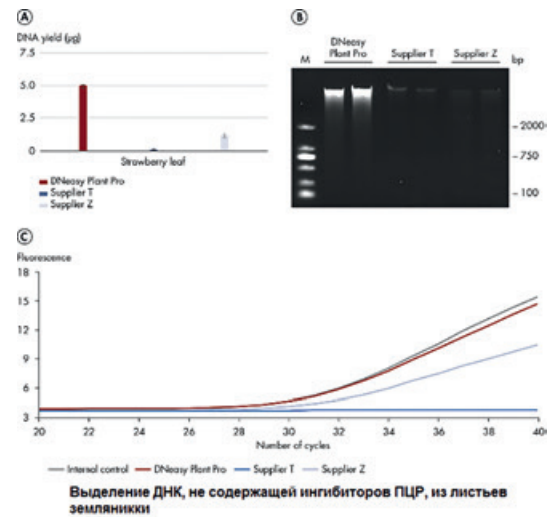 A
DNA yield (µg)
7.5
5.0
2.5
0
Strawberry leaf
DNeasy Plant Pro
Supplier T
Supplier Z
B
DNeasy Plant Pro
Supplier T
Supplier Z
M
bp
2000
750
100
C
Fluorescence
18
15
12
9
6
3
20 22 24 26 28 30 32 34 36 38 40
Number of cycles
Internal control DNeasy Plant Pro Supplier T Supplier Z
Выделение ДНК, не содержащей ингибиторов ПЦР, из листьев
земляникки